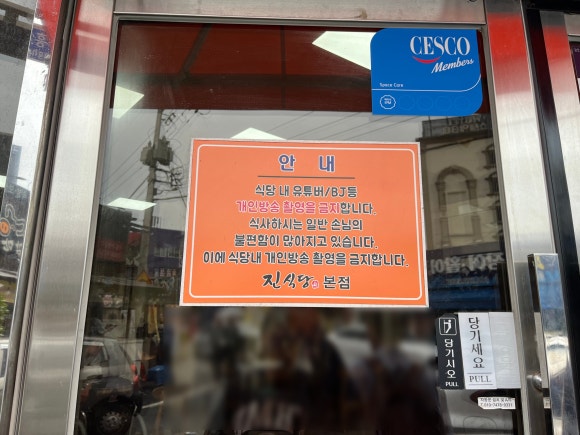 CESCO
Members
Space Care
안 내
식당 내 유튜버/BJ등
개인방송 촬영을 금지합니다.
식사하시는 일반 손님의
불편함이 많아지고 있습니다.
이에 식당내 개인방송 촬영을 금지합니다.
진식당 본점
당기시오
PULL
당기세요
PULL